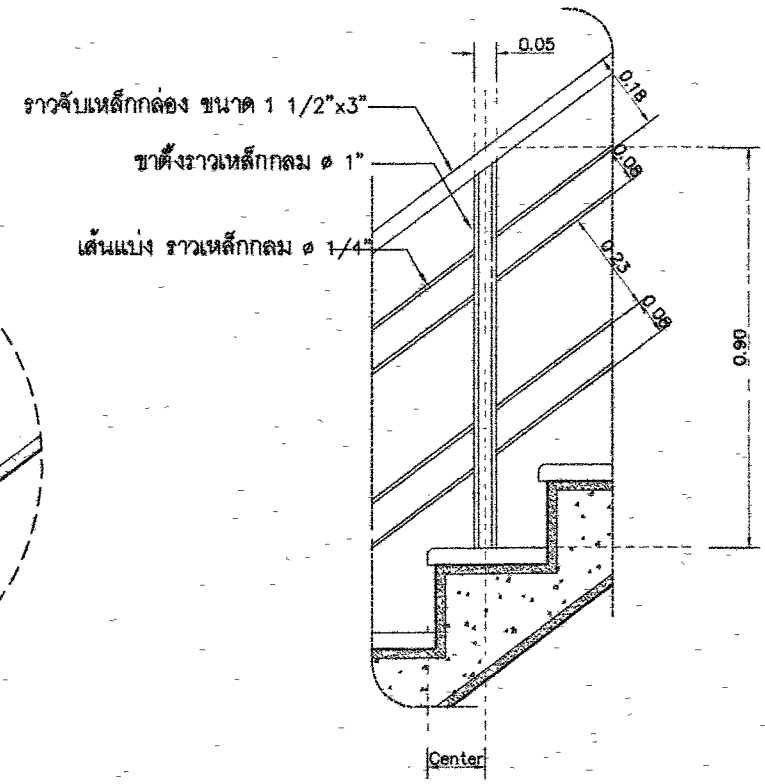 0.05
0.18
ราวจับเหล็กกล่อง ขนาด 1 1/2"x3"
ขาตั้งราวเหล็กกลม ø 1"
0.08
เส้นแบ่ง ราวเหล็กกลม ø 1/4"
0.23
0.08
0.90
Center